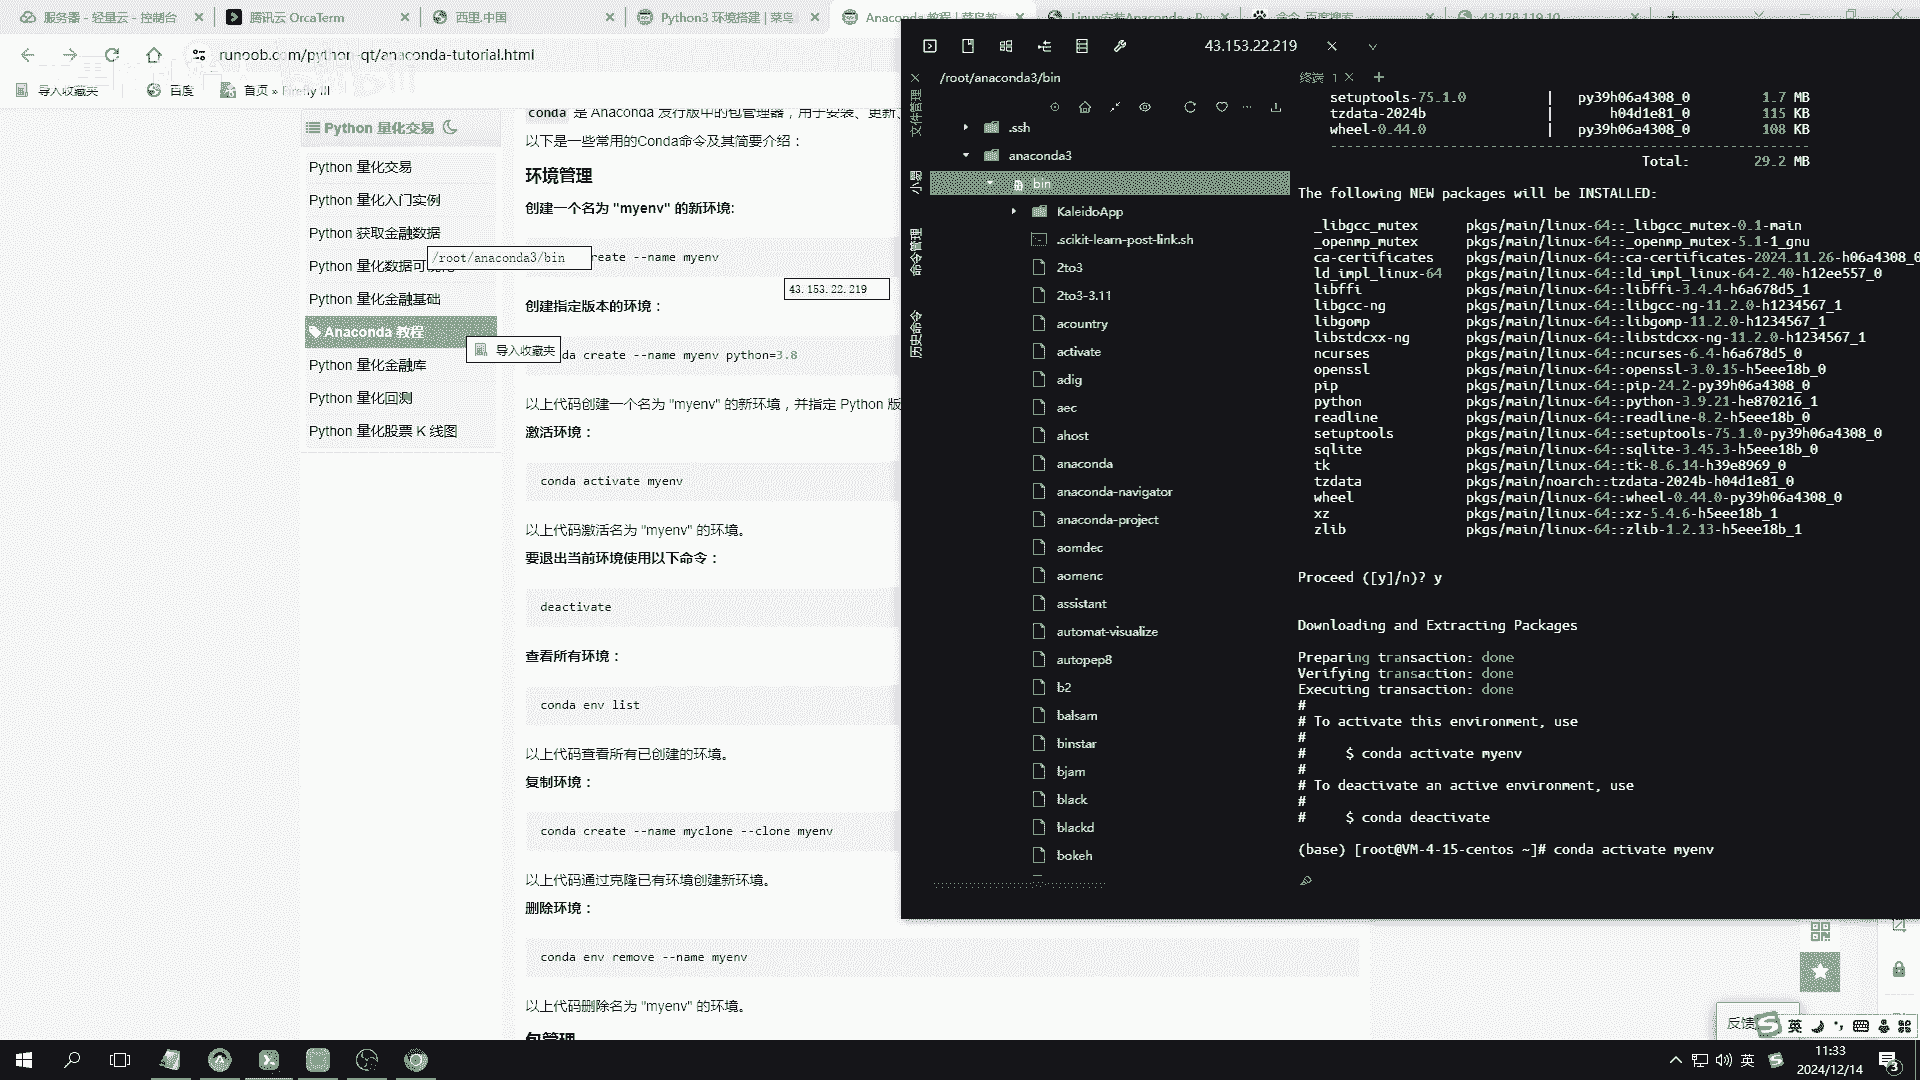 服务器 - 轻量云 - 控制台
腾讯云 OrcaTerm
西里.中国
Python3 环境搭建 | 菜鸟
Anaconda 教程 | 菜鸟教
Linux安装Anaconda - Py
命令_百度搜索
43.128.119.10
runoob.com/python-qt/anaconda-tutorial.html
导入收藏夹
百度
首页 » Firefly III
Python 量化交易
Python 量化交易
Python 量化入门实例
Python 获取金融数据
Python 量化数据可视化
Python 量化金融基础
Anaconda 教程
Python 量化金融库
Python 量化回测
Python 量化股票 K 线图
/root/anaconda3/bin
43.153.22.219
导入收藏夹
conda 是 Anaconda 发行版中的包管理器，用于安装、更新、
以下是一些常用的Conda命令及其简要介绍：
环境管理
创建一个名为 "myenv" 的新环境:
create --name myenv
创建指定版本的环境：
da create --name myenv python=3.8
以上代码创建一个名为 "myenv" 的新环境，并指定 Python 版
激活环境：
conda activate myenv
以上代码激活名为 "myenv" 的环境。
要退出当前环境使用以下命令：
deactivate
查看所有环境：
conda env list
以上代码查看所有已创建的环境。
复制环境：
conda create --name myclone --clone myenv
以上代码通过克隆已有环境创建新环境。
删除环境：
conda env remove --name myenv
以上代码删除名为 "myenv" 的环境。
包管理
43.153.22.219
/root/anaconda3/bin
文件管理
命令管理
历史命令
.ssh
anaconda3
bin
KaleidoApp
.scikit-learn-post-link.sh
2to3
2to3-3.11
acountry
activate
adig
aec
ahost
anaconda
anaconda-navigator
anaconda-project
aomdec
aomenc
assistant
automat-visualize
autopep8
b2
balsam
binstar
bjam
black
blackd
bokeh
终端 1
setuptools-75.1.0 | py39h06a4308_0 1.7 MB
tzdata-2024b | h04d1e81_0 115 KB
wheel-0.44.0 | py39h06a4308_0 108 KB
------------------------------------------------------------
Total: 29.2 MB
The following NEW packages will be INSTALLED:
_libgcc_mutex pkgs/main/linux-64::_libgcc_mutex-0.1-main
_openmp_mutex pkgs/main/linux-64::_openmp_mutex-5.1-1_gnu
ca-certificates pkgs/main/linux-64::ca-certificates-2024.11.26-h06a4308_0
ld_impl_linux-64 pkgs/main/linux-64::ld_impl_linux-64-2.40-h12ee557_0
libffi pkgs/main/linux-64::libffi-3.4.4-h6a678d5_1
libgcc-ng pkgs/main/linux-64::libgcc-ng-11.2.0-h1234567_1
libgomp pkgs/main/linux-64::libgomp-11.2.0-h1234567_1
libstdcxx-ng pkgs/main/linux-64::libstdcxx-ng-11.2.0-h1234567_1
ncurses pkgs/main/linux-64::ncurses-6.4-h6a678d5_0
openssl pkgs/main/linux-64::openssl-3.0.15-h5eee18b_0
pip pkgs/main/linux-64::pip-24.2-py39h06a4308_0
python pkgs/main/linux-64::python-3.9.21-he870216_1
readline pkgs/main/linux-64::readline-8.2-h5eee18b_0
setuptools pkgs/main/linux-64::setuptools-75.1.0-py39h06a4308_0
sqlite pkgs/main/linux-64::sqlite-3.45.3-h5eee18b_0
tk pkgs/main/linux-64::tk-8.6.14-h39e8969_0
tzdata pkgs/main/noarch::tzdata-2024b-h04d1e81_0
wheel pkgs/main/linux-64::wheel-0.44.0-py39h06a4308_0
xz pkgs/main/linux-64::xz-5.4.6-h5eee18b_1
zlib pkgs/main/linux-64::zlib-1.2.13-h5eee18b_1
Proceed ([y]/n)? y
Downloading and Extracting Packages
Preparing transaction: done
Verifying transaction: done
Executing transaction: done
#
# To activate this environment, use
#
# $ conda activate myenv
#
# To deactivate an active environment, use
#
# $ conda deactivate
(base) [root@VM-4-15-centos ~]# conda activate myenv
反馈
英
英
11:33
2024/12/14
3